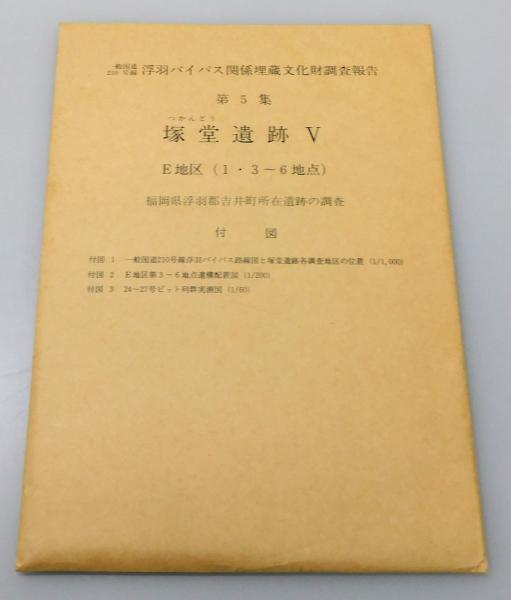 一般国道210号線 浮羽バイパス関係埋蔵文化財調査報告
第5集
つかんどう
塚堂遺跡 V
E地区(1・3~6地点)
福岡県浮羽郡吉井町所在遺跡の調査
付図
付図 1 一般国道210号線浮羽バイパス路線図と塚堂遺跡各調査地区の位置 (1/1,000)
付図 2 E地区第3~6地点遺構配置図 (1/200)
付図 3 24~27号ピット列群実測図 (1/60)